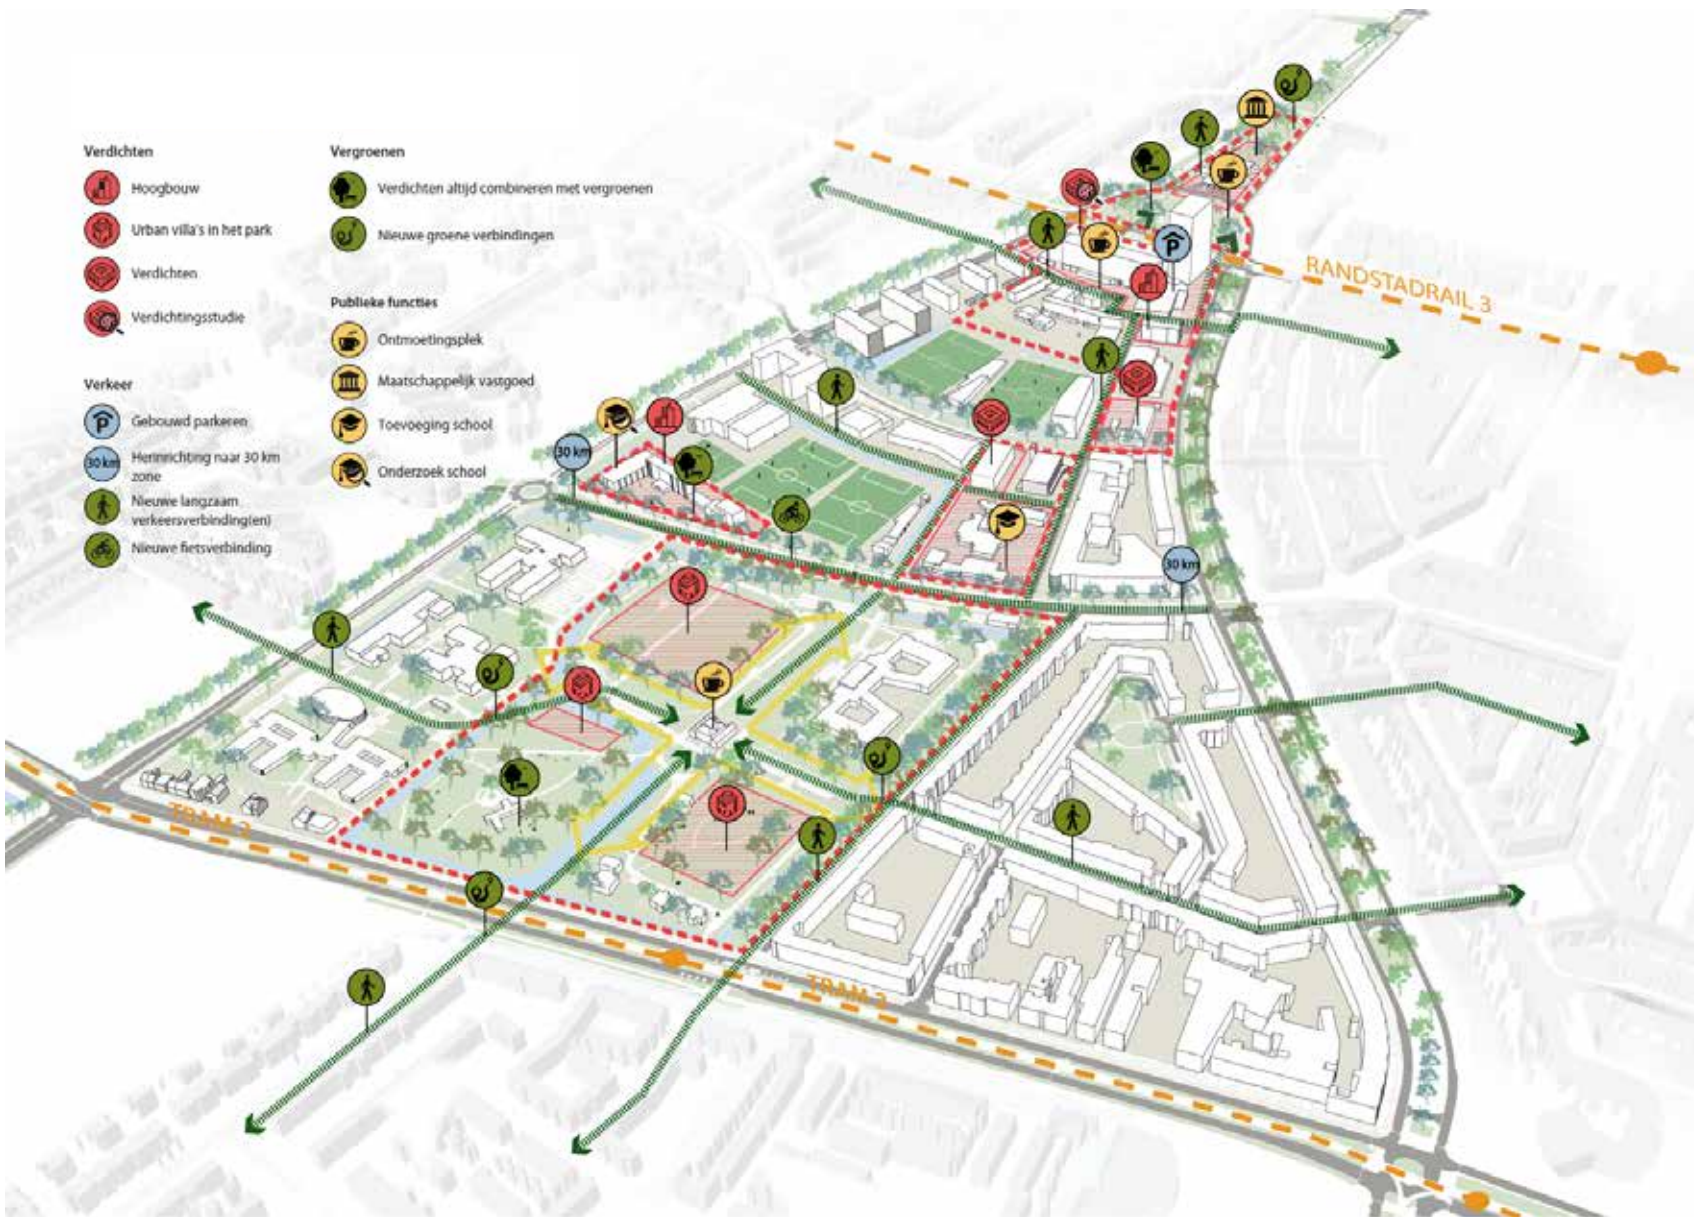 Verdichten
Hoogbouw
Urban villa's in het park
Verdichten
Verdichtingsstudie
Verkeer
P
Gebouwd parkeren
30 km
Herinrichting naar 30 km
zone
Nieuwe langzaam
verkeersverbinding(en)
Nieuwe fietsverbinding
Vergroenen
Verdichten altijd combineren met vergroenen
Nieuwe groene verbindingen
Publieke functies
Ontmoetingsplek
Maatschappelijk vastgoed
Toevoeging school
Onderzoek school
P
RANDSTADRAIL 3
30 km
30 km
TRAM 2
TRAM 2